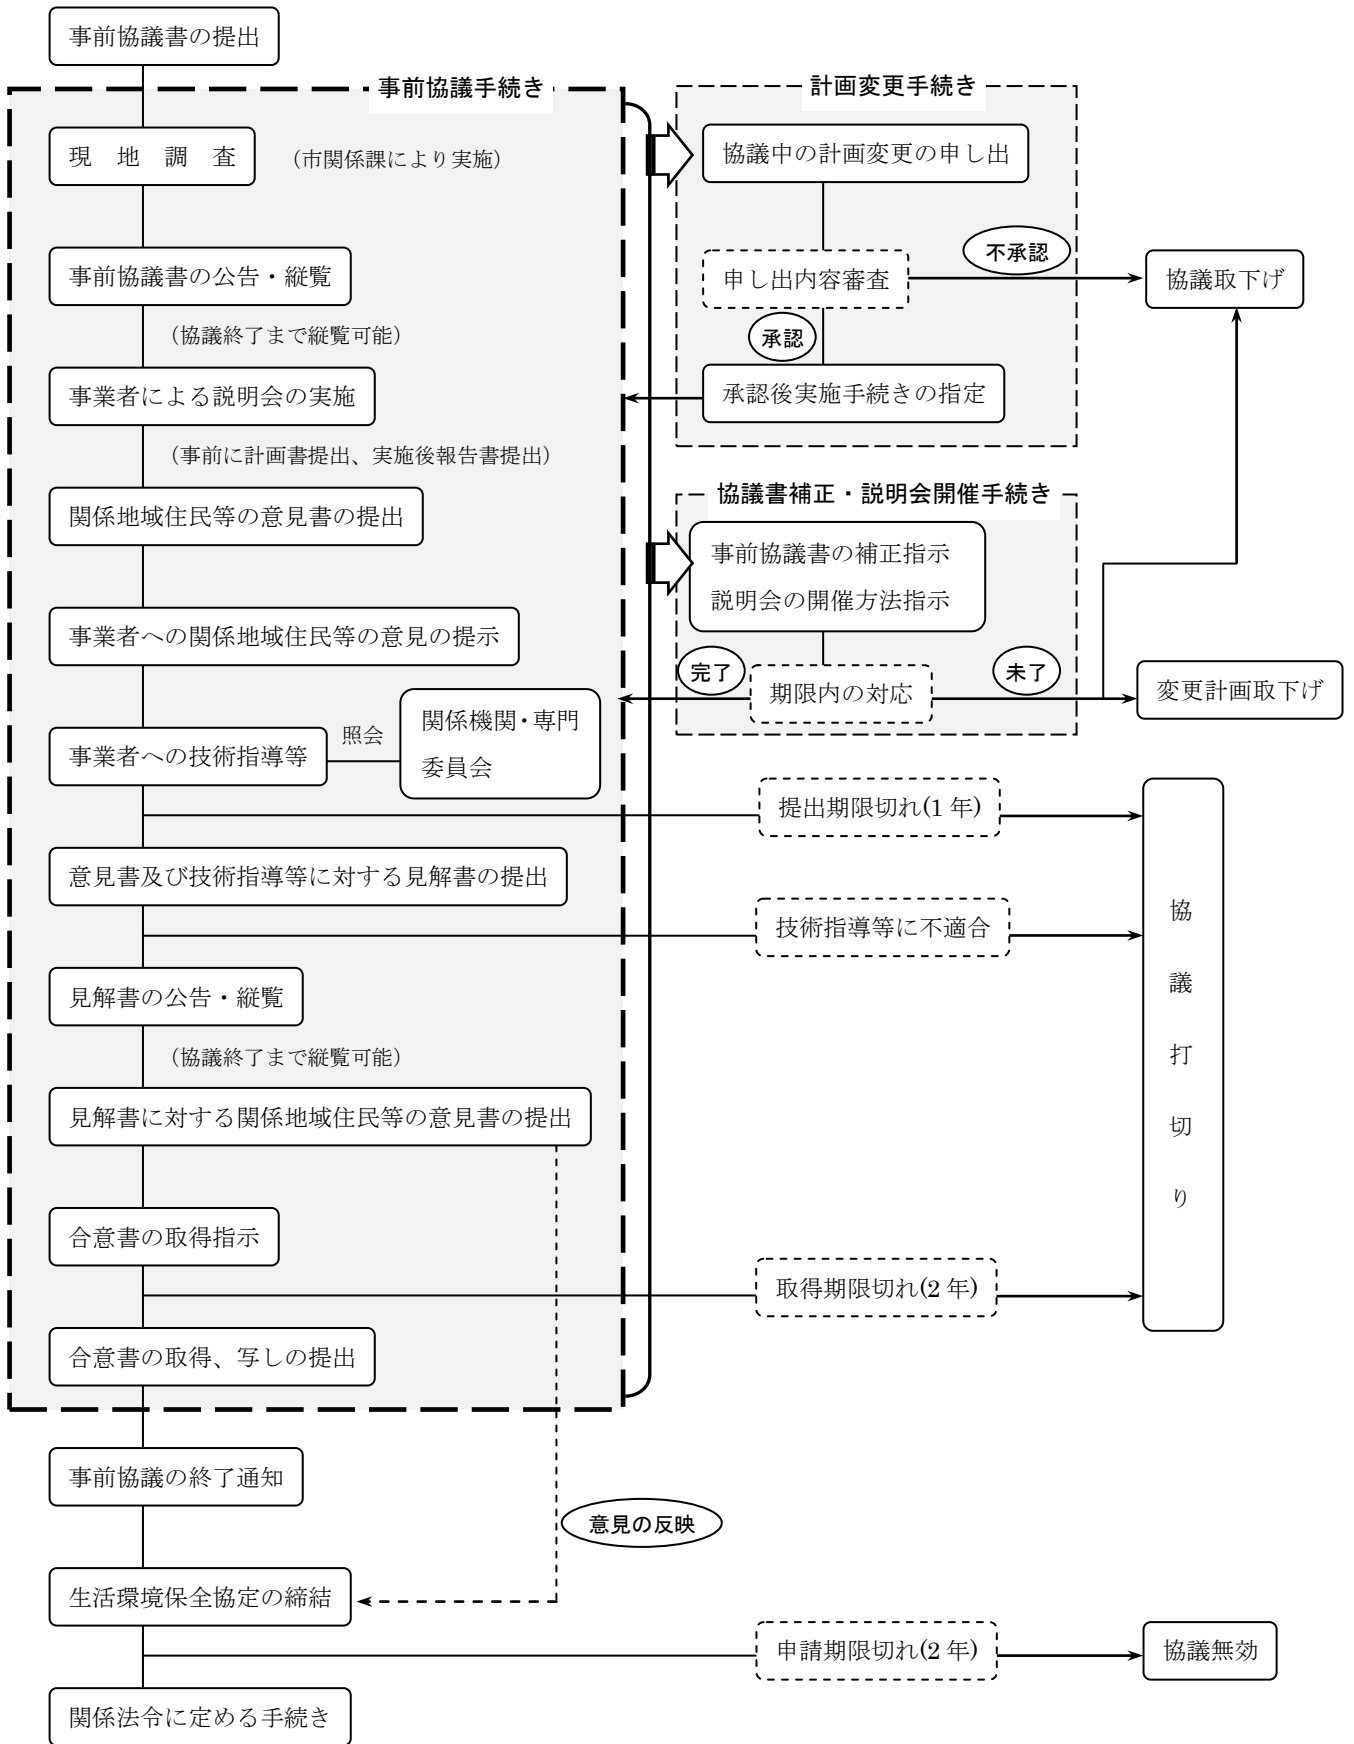 事前協議書の提出
事前協議手続き
現 地 調 査
（市関係課により実施）
事前協議書の公告・縦覧
（協議終了まで縦覧可能）
事業者による説明会の実施
（事前に計画書提出、実施後報告書提出）
関係地域住民等の意見書の提出
事業者への関係地域住民等の意見の提示
事業者への技術指導等
照会
関係機関・専門
委員会
意見書及び技術指導等に対する見解書の提出
見解書の公告・縦覧
（協議終了まで縦覧可能）
見解書に対する関係地域住民等の意見書の提出
合意書の取得指示
合意書の取得、写しの提出
事前協議の終了通知
意見の反映
生活環境保全協定の締結
関係法令に定める手続き
計画変更手続き
協議中の計画変更の申し出
申し出内容審査
不承認
協議取下げ
承認
承認後実施手続きの指定
協議書補正・説明会開催手続き
事前協議書の補正指示
説明会の開催方法指示
完了
期限内の対応
未了
変更計画取下げ
提出期限切れ(1 年)
技術指導等に不適合
取得期限切れ(2 年)
協議打切り
申請期限切れ(2 年)
協議無効